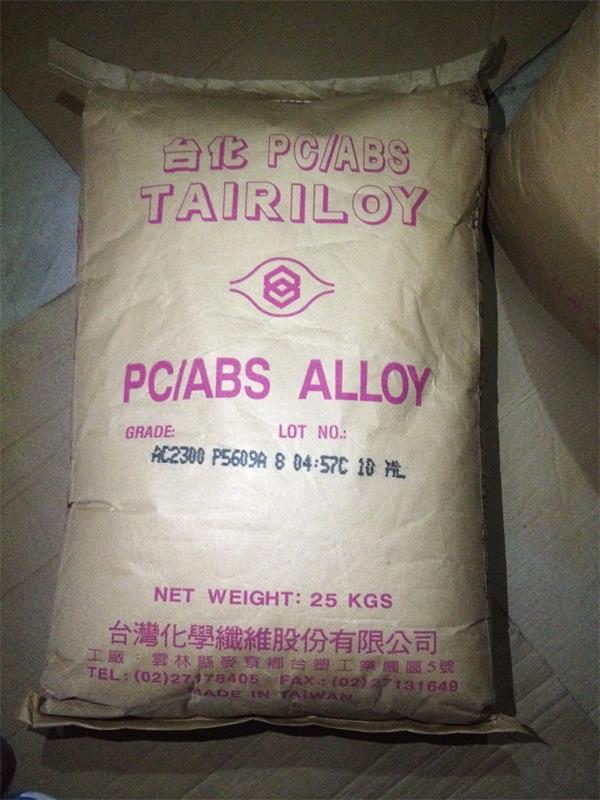 台化 PC/ABS
TAIRILOY
PC/ABS ALLOY
GRADE: LOT NO.:
AC2300 P5609A 8 04:57C 10
NET WEIGHT: 25 KGS
台灣化學纖維股份有限公司
工廠：雲林縣麥寮鄉台塑工業園區5號
TEL：(02)27178405 FAX：(02)27131649
MADE IN TAIWAN